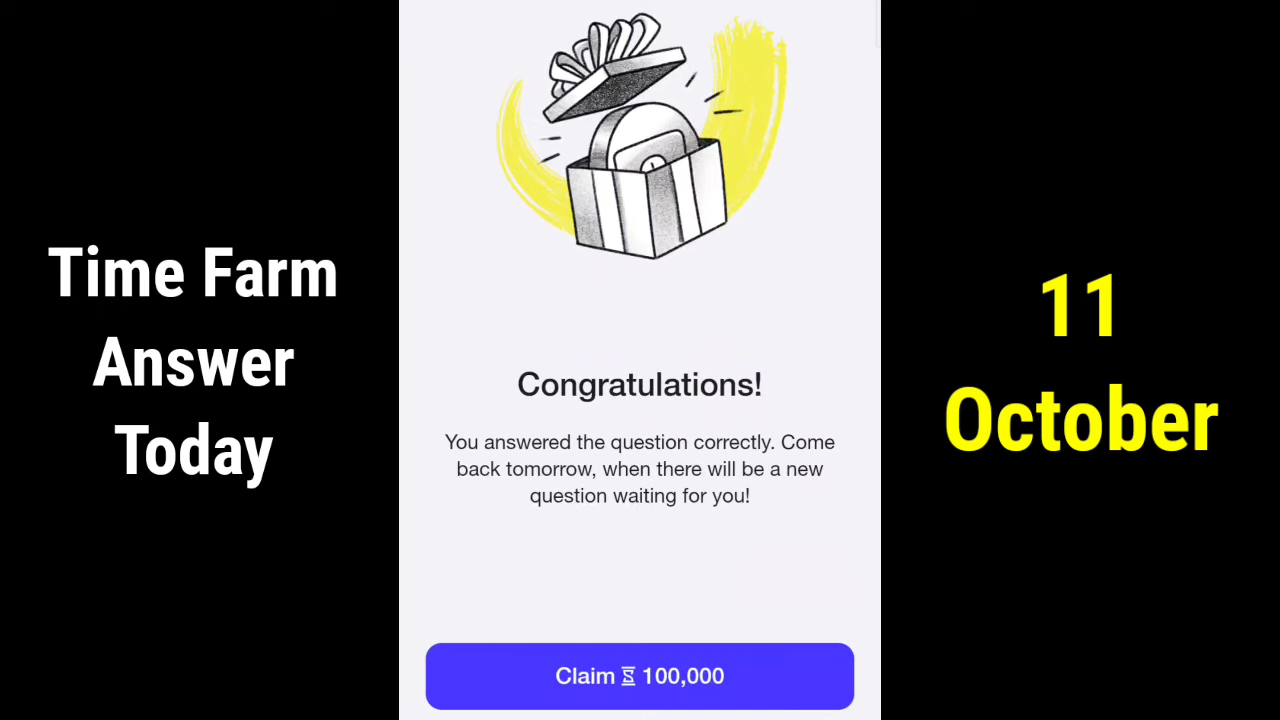 Time Farm
Answer
Today
Congratulations!
You answered the question correctly. Come
back tomorrow, when there will be a new
question waiting for you!
Claim ⌛ 100,000
11
October